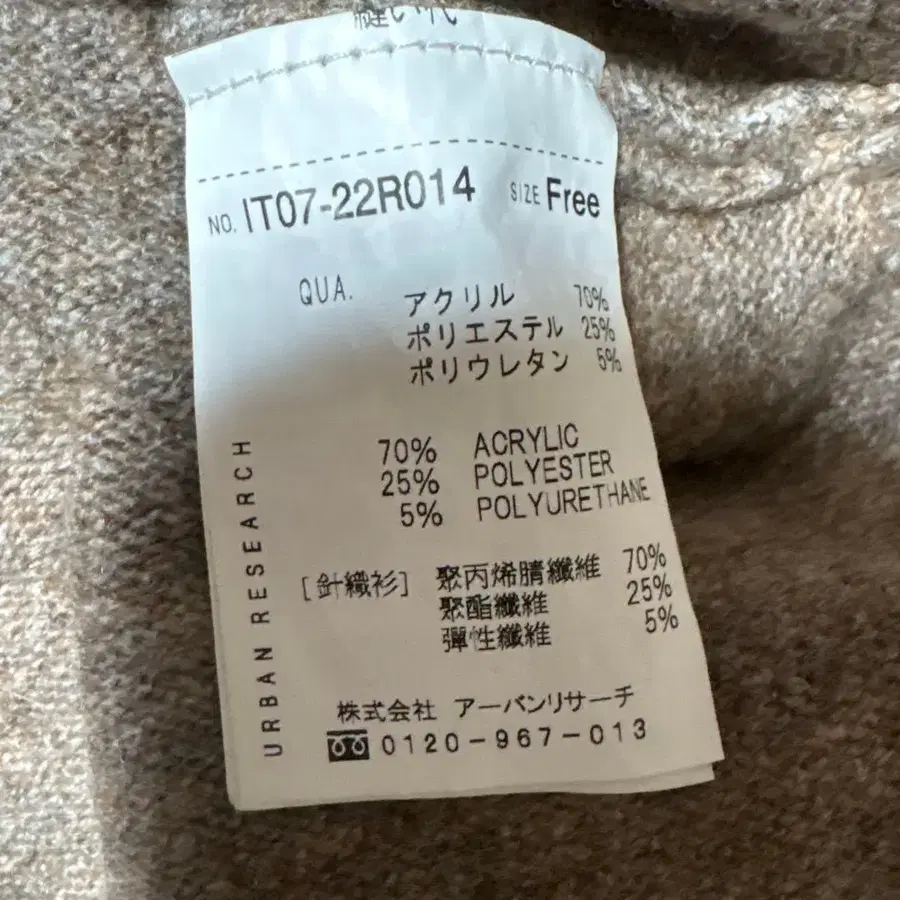 縫い代
NO. IT07-22R014 SIZE Free
QUA. アクリル 70%
ポリエステル 25%
ポリウレタン 5%
70% ACRYLIC
25% POLYESTER
5% POLYURETHANE
[針織衫] 聚丙烯腈纖維 70%
聚酯纖維 25%
彈性纖維 5%
URBAN RESEARCH
株式会社 アーバンリサーチ
0120-967-013